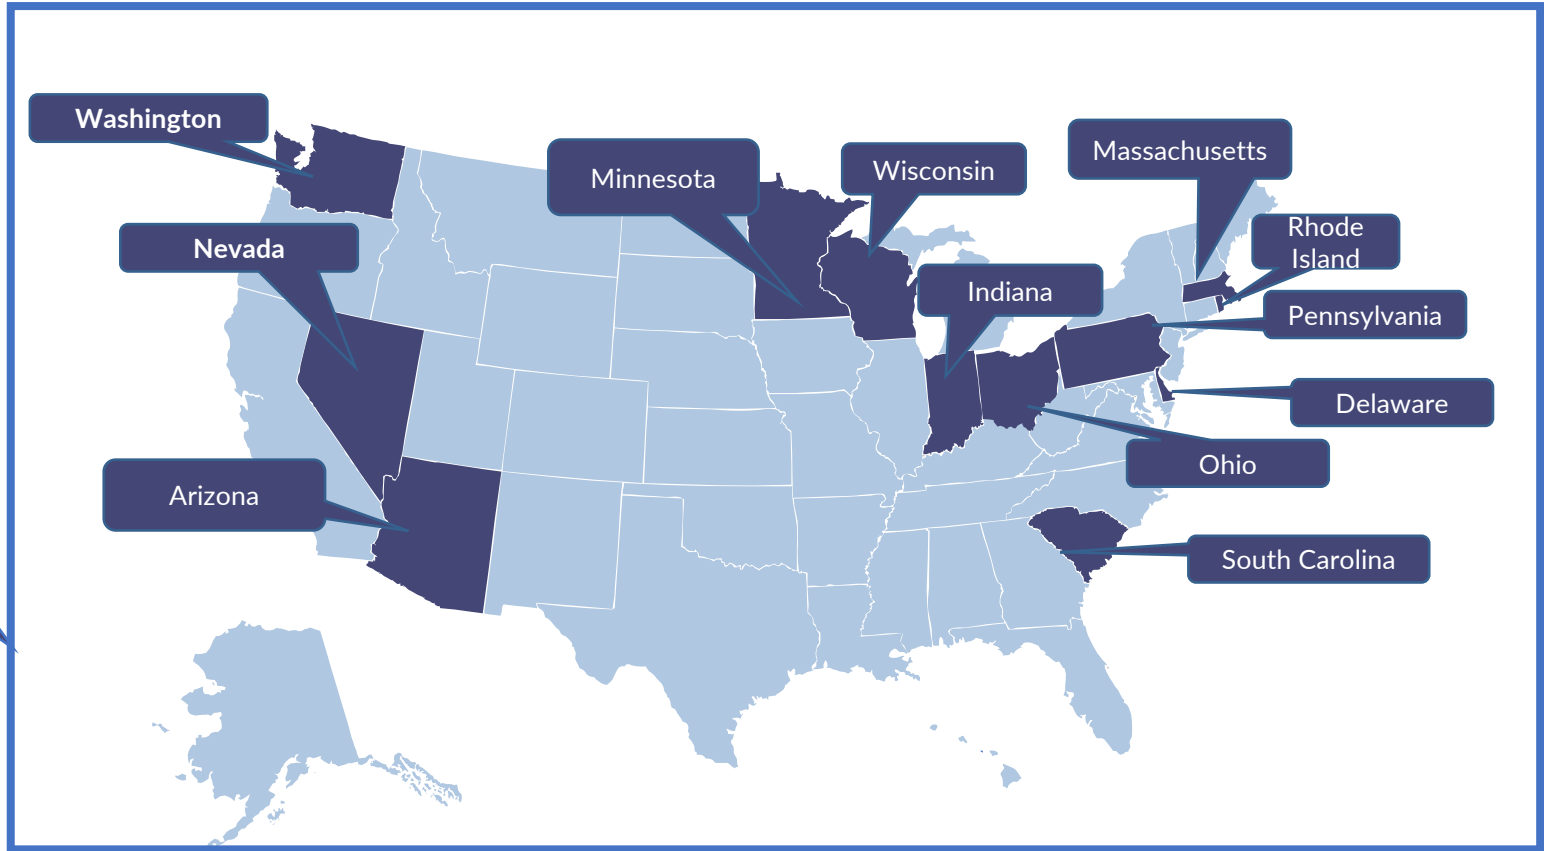 Washington
Minnesota
Wisconsin
Massachusetts
Nevada
Rhode
Island
Indiana
Pennsylvania
Delaware
Ohio
Arizona
South Carolina